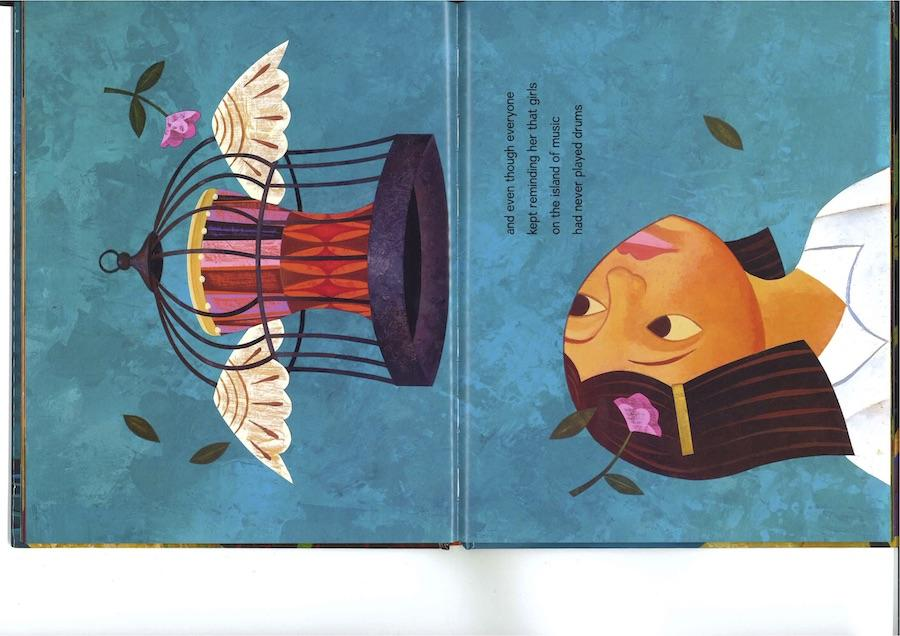 and even though everyone
kept reminding her that girls
on the island of music
had never played drums